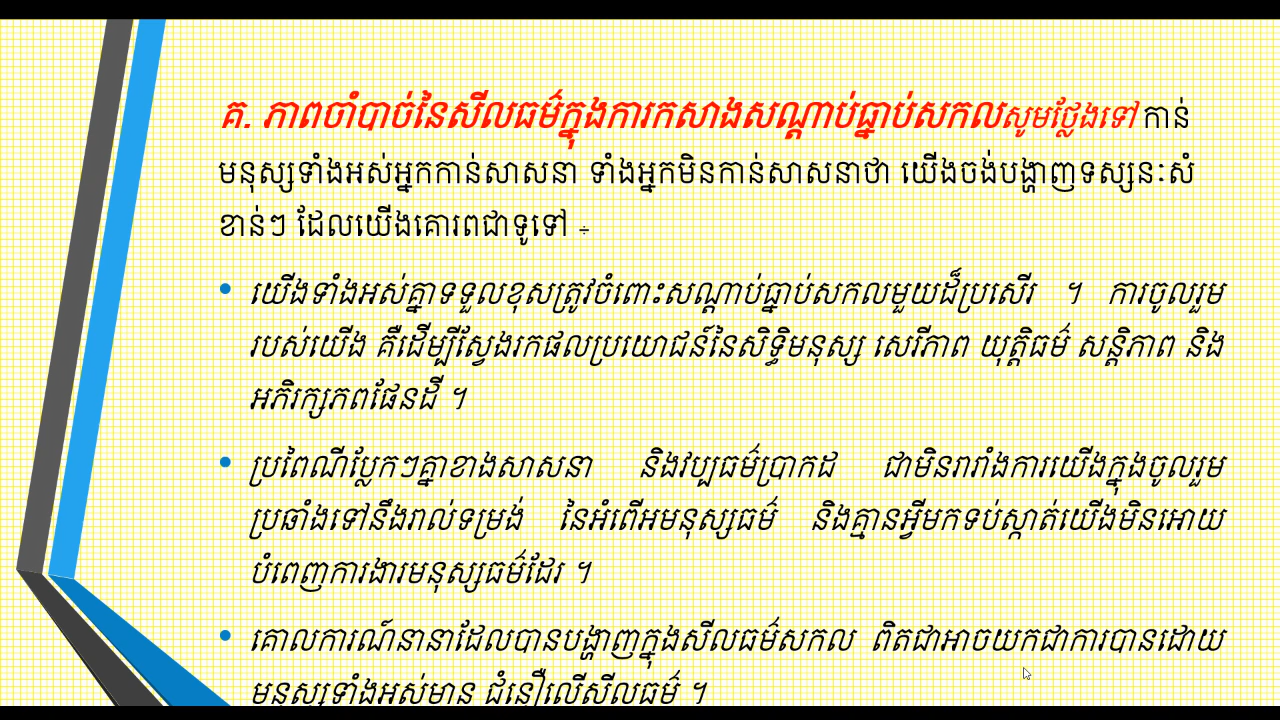 គ. ភាពចាំបាច់នៃសីលធម៌ក្នុងការកសាងសណ្តាប់ធ្នាប់សកលសូមថ្លែងទៅ កាន់
មនុស្សទាំងអស់អ្នកកាន់សាសនា ទាំងអ្នកមិនកាន់សាសនាថា យើងចង់បង្ហាញទស្សនៈសំ
ខាន់ៗ ដែលយើងគោរពជាទូទៅ ÷
• យើងទាំងអស់គ្នាទទួលខុសត្រូវចំពោះសណ្តាប់ធ្នាប់សកលមួយដ៏ប្រសើរ ។ ការចូលរួម
របស់យើង គឺដើម្បីស្វែងរកផលប្រយោជន៍នៃសិទ្ធិមនុស្ស សេរីភាព យុត្តិធម៌ សន្តិភាព និង
អភិរក្សភពផែនដី ។
• ប្រពៃណីប្លែកៗគ្នាខាងសាសនា និងវប្បធម៌ប្រាកដ ជាមិនរារាំងការយើងក្នុងចូលរួម
ប្រឆាំងទៅនឹងរាល់ទម្រង់ នៃអំពើអមនុស្សធម៌ និងគ្មានអ្វីមកទប់ស្កាត់យើងមិនអោយ
បំពេញការងារមនុស្សធម៌ដែរ ។
• គោលការណ៍នានាដែលបានបង្ហាញក្នុងសីលធម៌សកល ពិតជាអាចយកជាការបានដោយ
មនុស្សទាំងអស់មាន ជំនឿលើសីលធម៌ ។